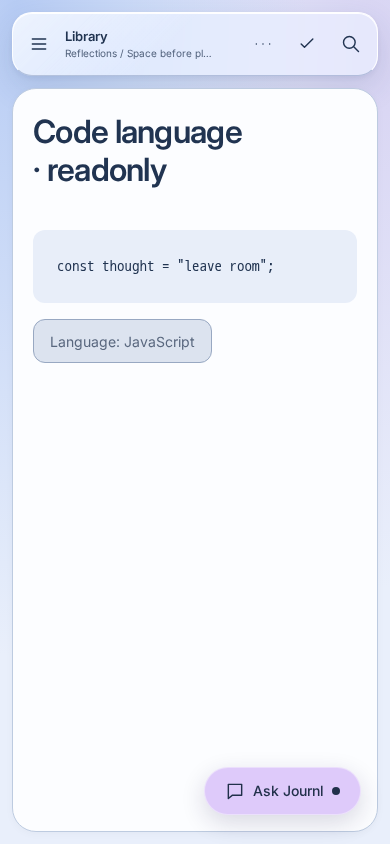 Library
Reflections / Space before pl...
Code language
· readonly
const thought = "leave room";
Language: JavaScript
Ask Journl